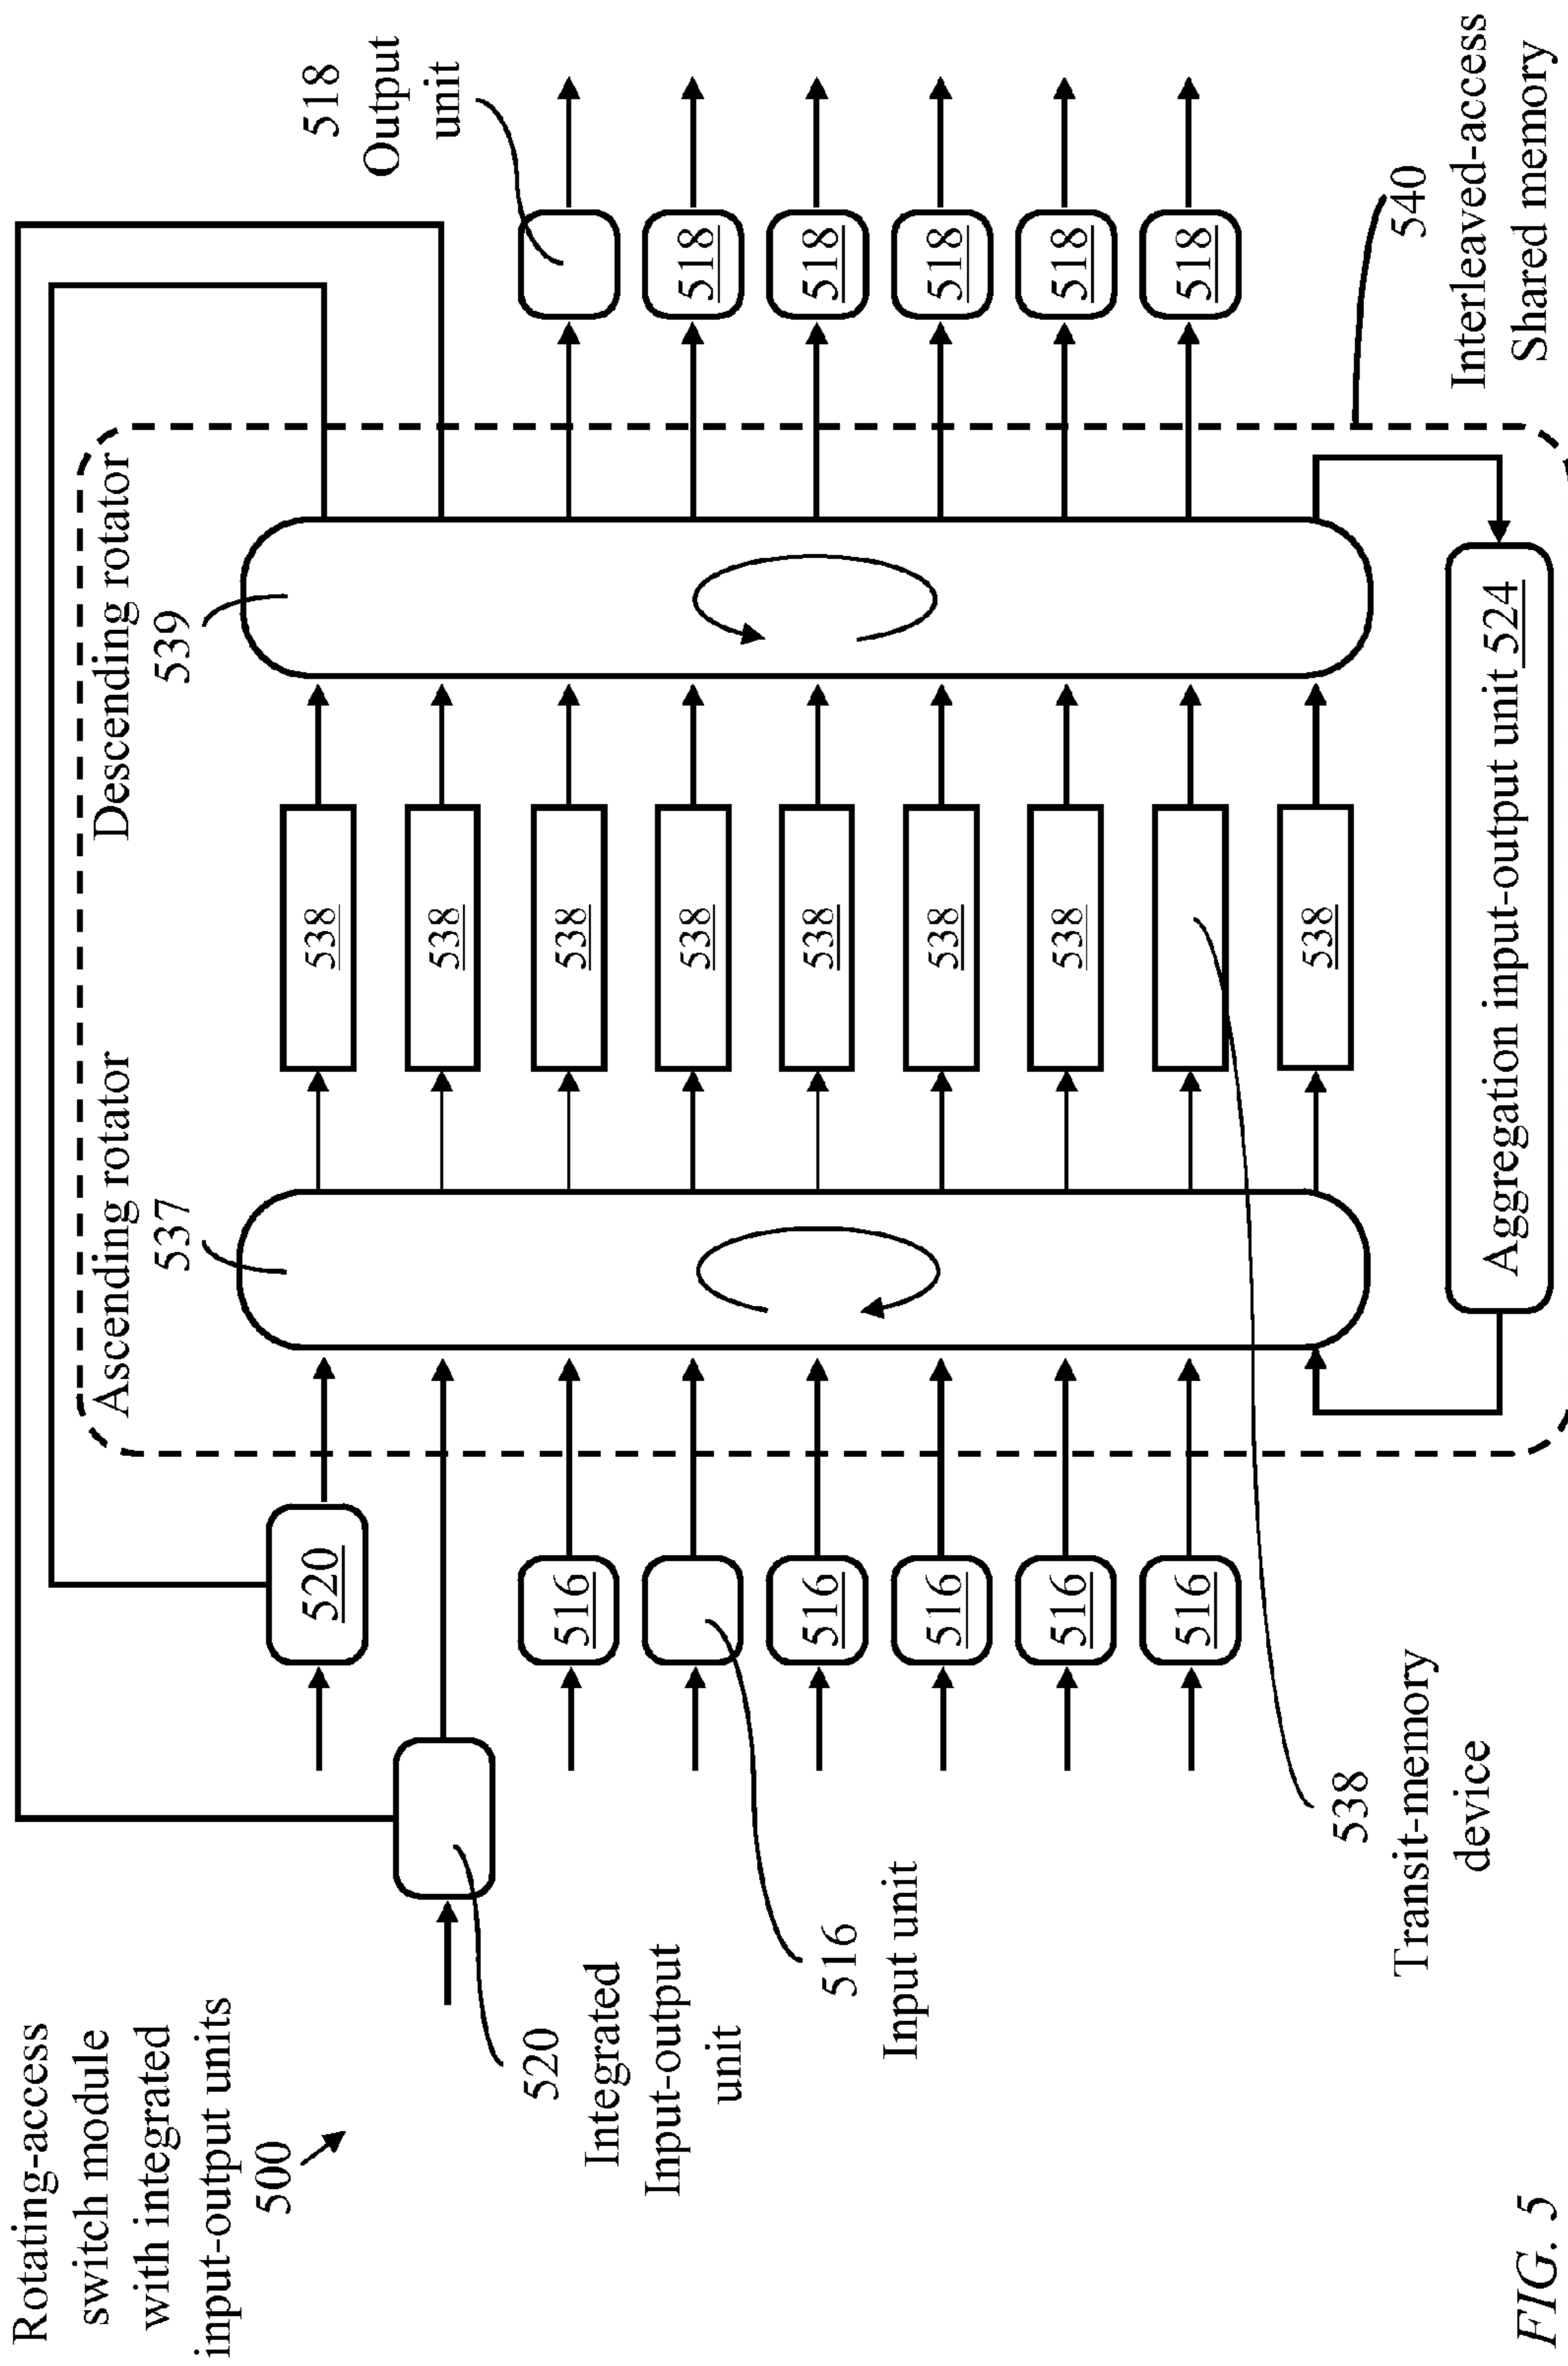 Rotating-access
switch module
with integrated
input-output units
500
520
Integrated
Input-output
unit
516
Input unit
538
Transit-memory
device
520
516
516
516
516
516
Ascending rotator
537
538
538
538
538
538
538
538
538
Descending rotator
539
Aggregation input-output unit 524
518
Output
unit
518
518
518
518
518
540
Interleaved-access
Shared memory
FIG. 5